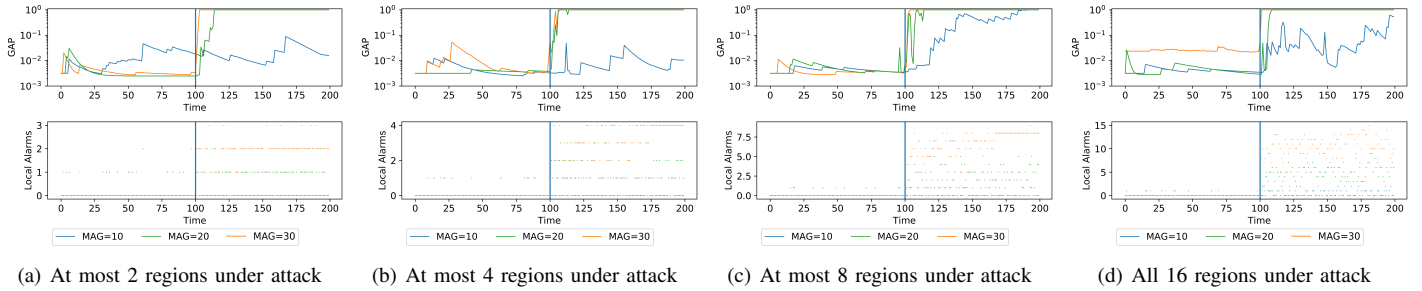 10⁰
10⁻¹
10⁻²
10⁻³
GAP
0 25 50 75 100 125 150 175 200
Time
3
2
1
0
Local Alarms
0 25 50 75 100 125 150 175 200
Time
MAG=10 MAG=20 MAG=30
(a) At most 2 regions under attack
10⁰
10⁻¹
10⁻²
10⁻³
GAP
0 25 50 75 100 125 150 175 200
Time
4
2
0
Local Alarms
0 25 50 75 100 125 150 175 200
Time
MAG=10 MAG=20 MAG=30
(b) At most 4 regions under attack
10⁰
10⁻¹
10⁻²
10⁻³
GAP
0 25 50 75 100 125 150 175 200
Time
7.5
5.0
2.5
0.0
Local Alarms
0 25 50 75 100 125 150 175 200
Time
MAG=10 MAG=20 MAG=30
(c) At most 8 regions under attack
10⁰
10⁻¹
10⁻²
10⁻³
GAP
0 25 50 75 100 125 150 175 200
Time
15
10
5
0
Local Alarms
0 25 50 75 100 125 150 175 200
Time
MAG=10 MAG=20 MAG=30
(d) All 16 regions under attack